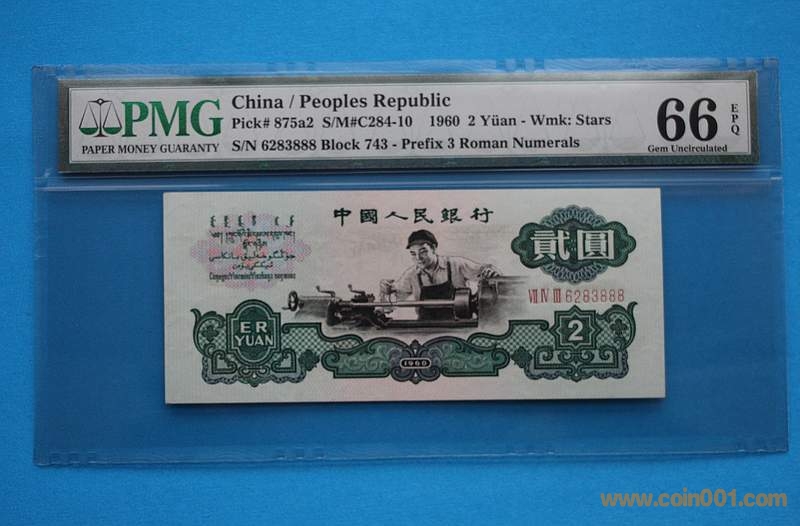 PMG
PAPER MONEY GUARANTY
China / Peoples Republic
Pick# 875a2 S/M#C284-10 1960 2 Yüan - Wmk: Stars
S/N 6283888 Block 743 - Prefix 3 Roman Numerals
66
EPQ
Gem Uncirculated
中國人民銀行
貳圓
VII IV III 6283888
ER
YUAN
1960
2
www.coin001.com